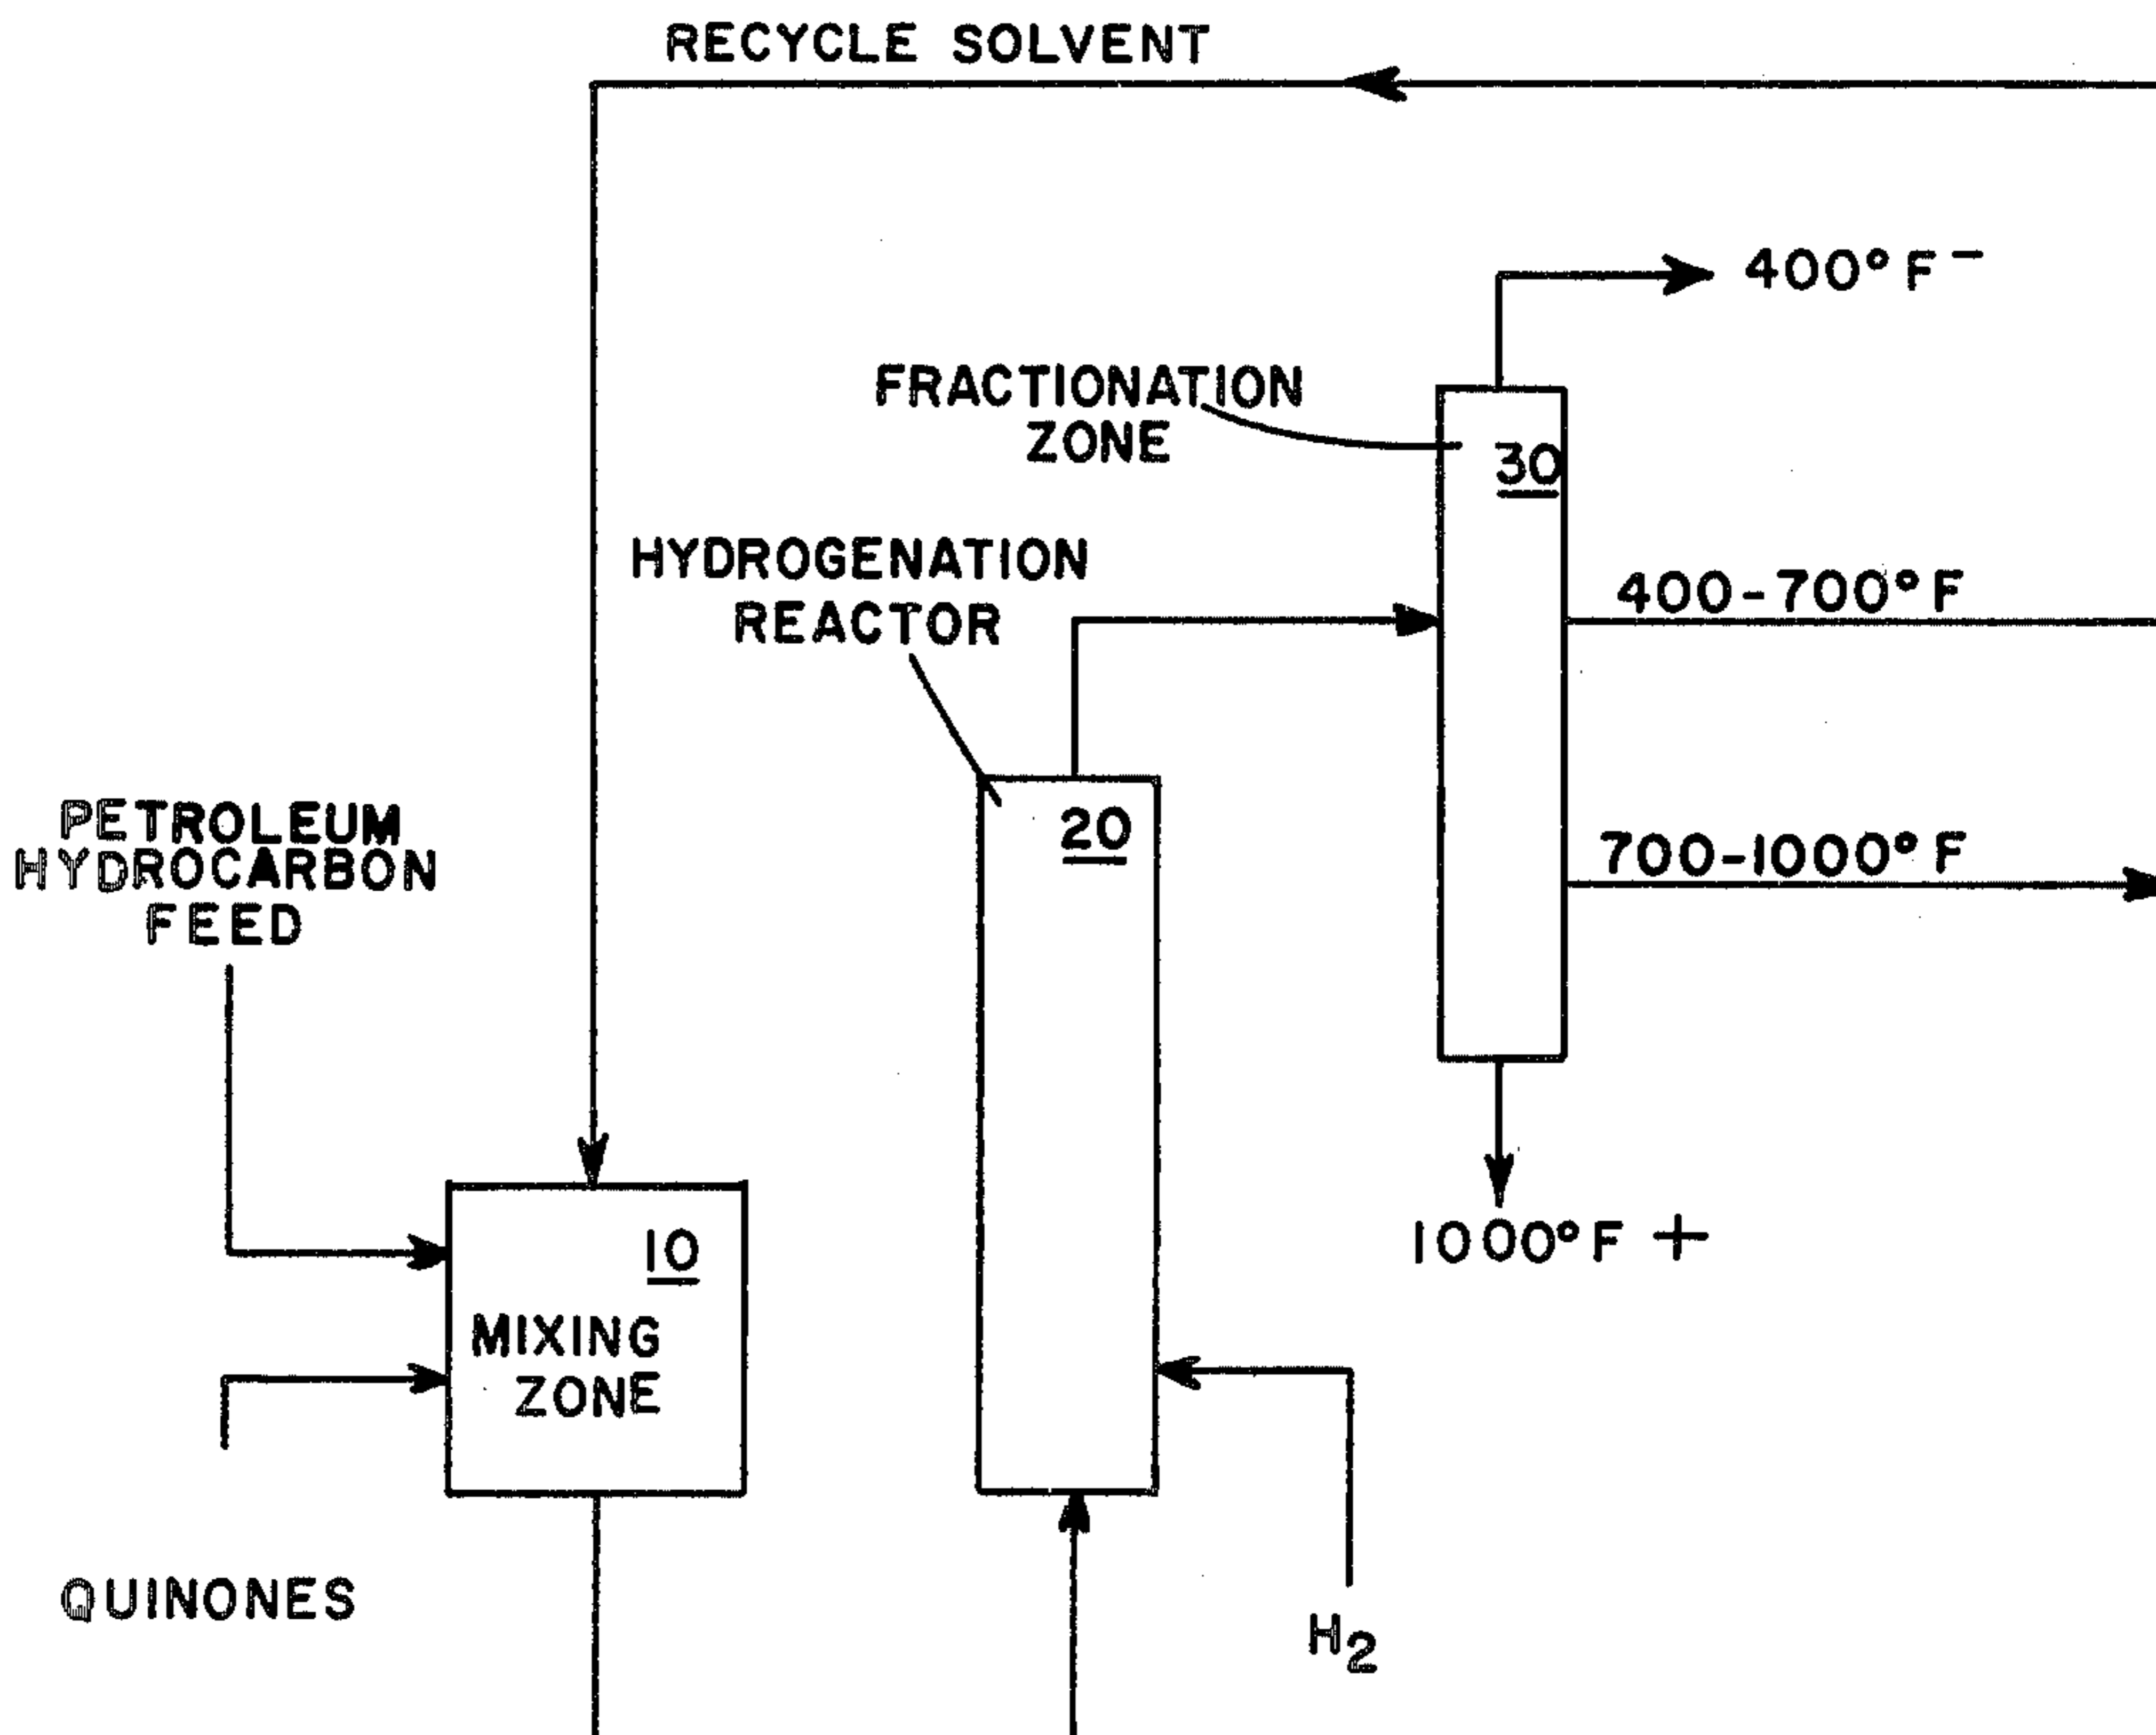 RECYCLE SOLVENT
400°F-
FRACTIONATION
ZONE
30
HYDROGENATION
REACTOR
400-700°F
20
700-1000°F
PETROLEUM
HYDROCARBON
FEED
10
1000°F +
MIXING
ZONE
QUINONES
H2